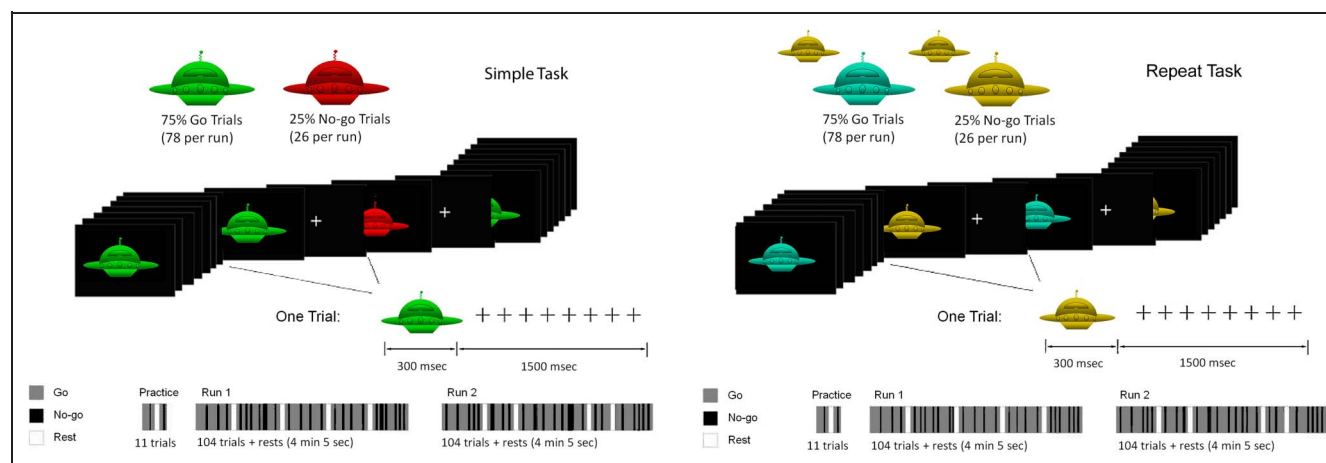 Simple Task
75% Go Trials
(78 per run)
25% No-go Trials
(26 per run)
One Trial:
300 msec
1500 msec
Go
No-go
Rest
Practice
Run 1
Run 2
11 trials
104 trials + rests (4 min 5 sec)
104 trials + rests (4 min 5 sec)
Repeat Task
75% Go Trials
(78 per run)
25% No-go Trials
(26 per run)
One Trial:
300 msec
1500 msec
Go
No-go
Rest
Practice
Run 1
Run 2
11 trials
104 trials + rests (4 min 5 sec)
104 trials + rests (4 min 5 sec)